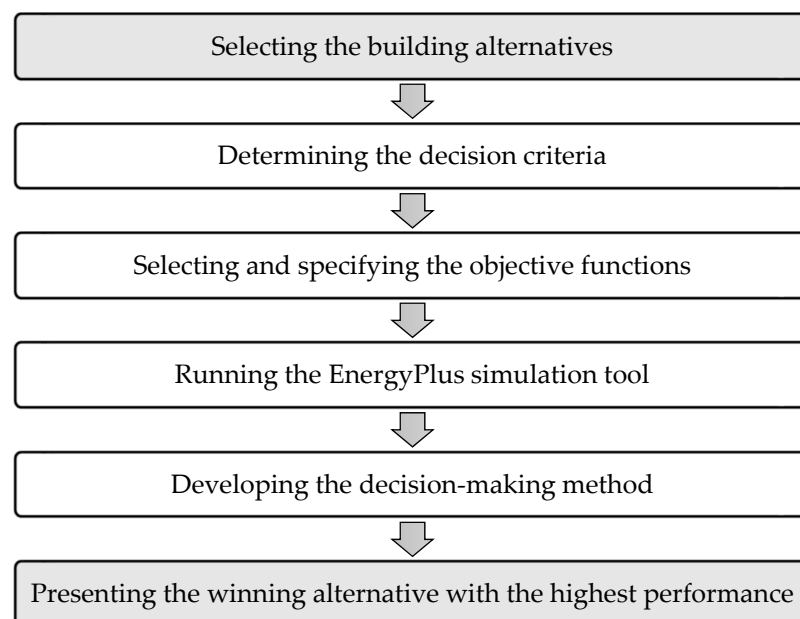 Selecting the building alternatives
Determining the decision criteria
Selecting and specifying the objective functions
Running the EnergyPlus simulation tool
Developing the decision-making method
Presenting the winning alternative with the highest performance